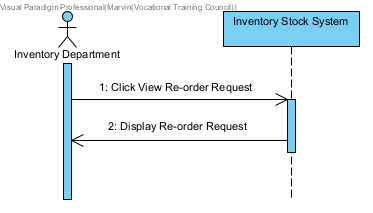 Visual Paradigm Professional(Marvin(Vocational Training Council))
Inventory Stock System
Inventory Department
1: Click View Re-order Request
2: Display Re-order Request